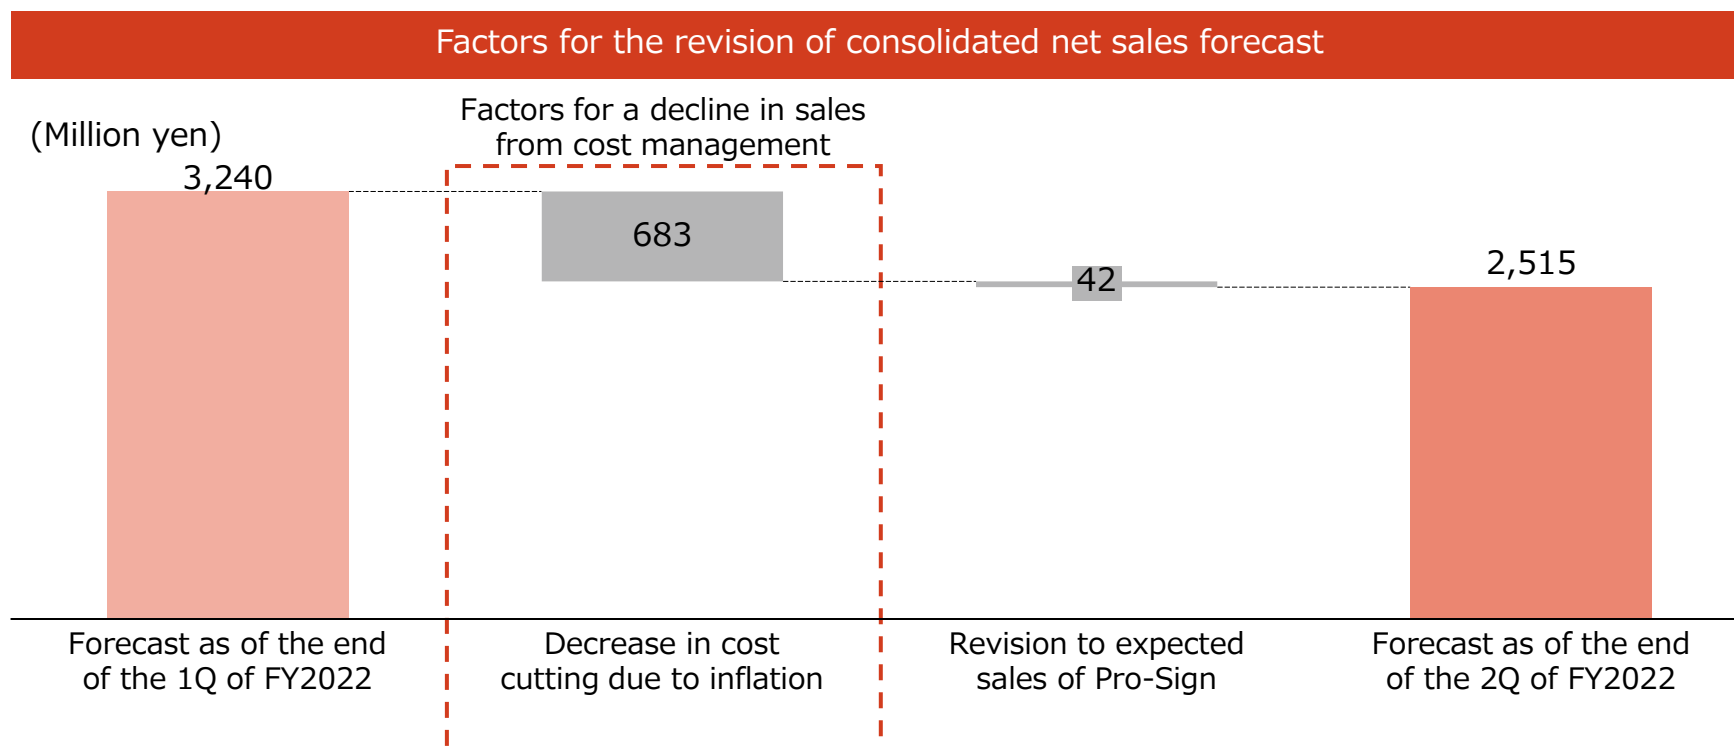 Factors for the revision of consolidated net sales forecast
(Million yen)
Factors for a decline in sales
from cost management
3,240
683
42
2,515
Forecast as of the end
of the 1Q of FY2022
Decrease in cost
cutting due to inflation
Revision to expected
sales of Pro-Sign
Forecast as of the end
of the 2Q of FY2022